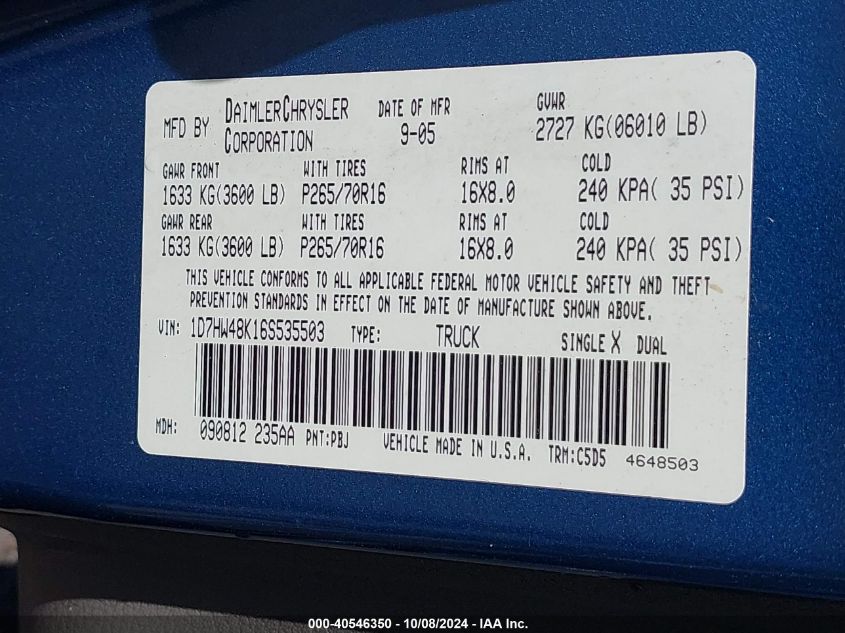 MFD BY DAIMLERCHRYSLER CORPORATION DATE OF MFR 9-05 GVWR 2727 KG(06010 LB)
GAWR FRONT WITH TIRES RIMS AT COLD
1633 KG(3600 LB) P265/70R16 16X8.0 240 KPA( 35 PSI)
GAWR REAR WITH TIRES RIMS AT COLD
1633 KG(3600 LB) P265/70R16 16X8.0 240 KPA( 35 PSI)
THIS VEHICLE CONFORMS TO ALL APPLICABLE FEDERAL MOTOR VEHICLE SAFETY AND THEFT
PREVENTION STANDARDS IN EFFECT ON THE DATE OF MANUFACTURE SHOWN ABOVE.
VIN: 1D7HW48K16S535503 TYPE: TRUCK SINGLE X DUAL
MDH: 090812 235AA PNT:PBJ VEHICLE MADE IN U.S.A. TRM:C5D5 4648503
000-40546350 - 10/08/2024 - IAA Inc.